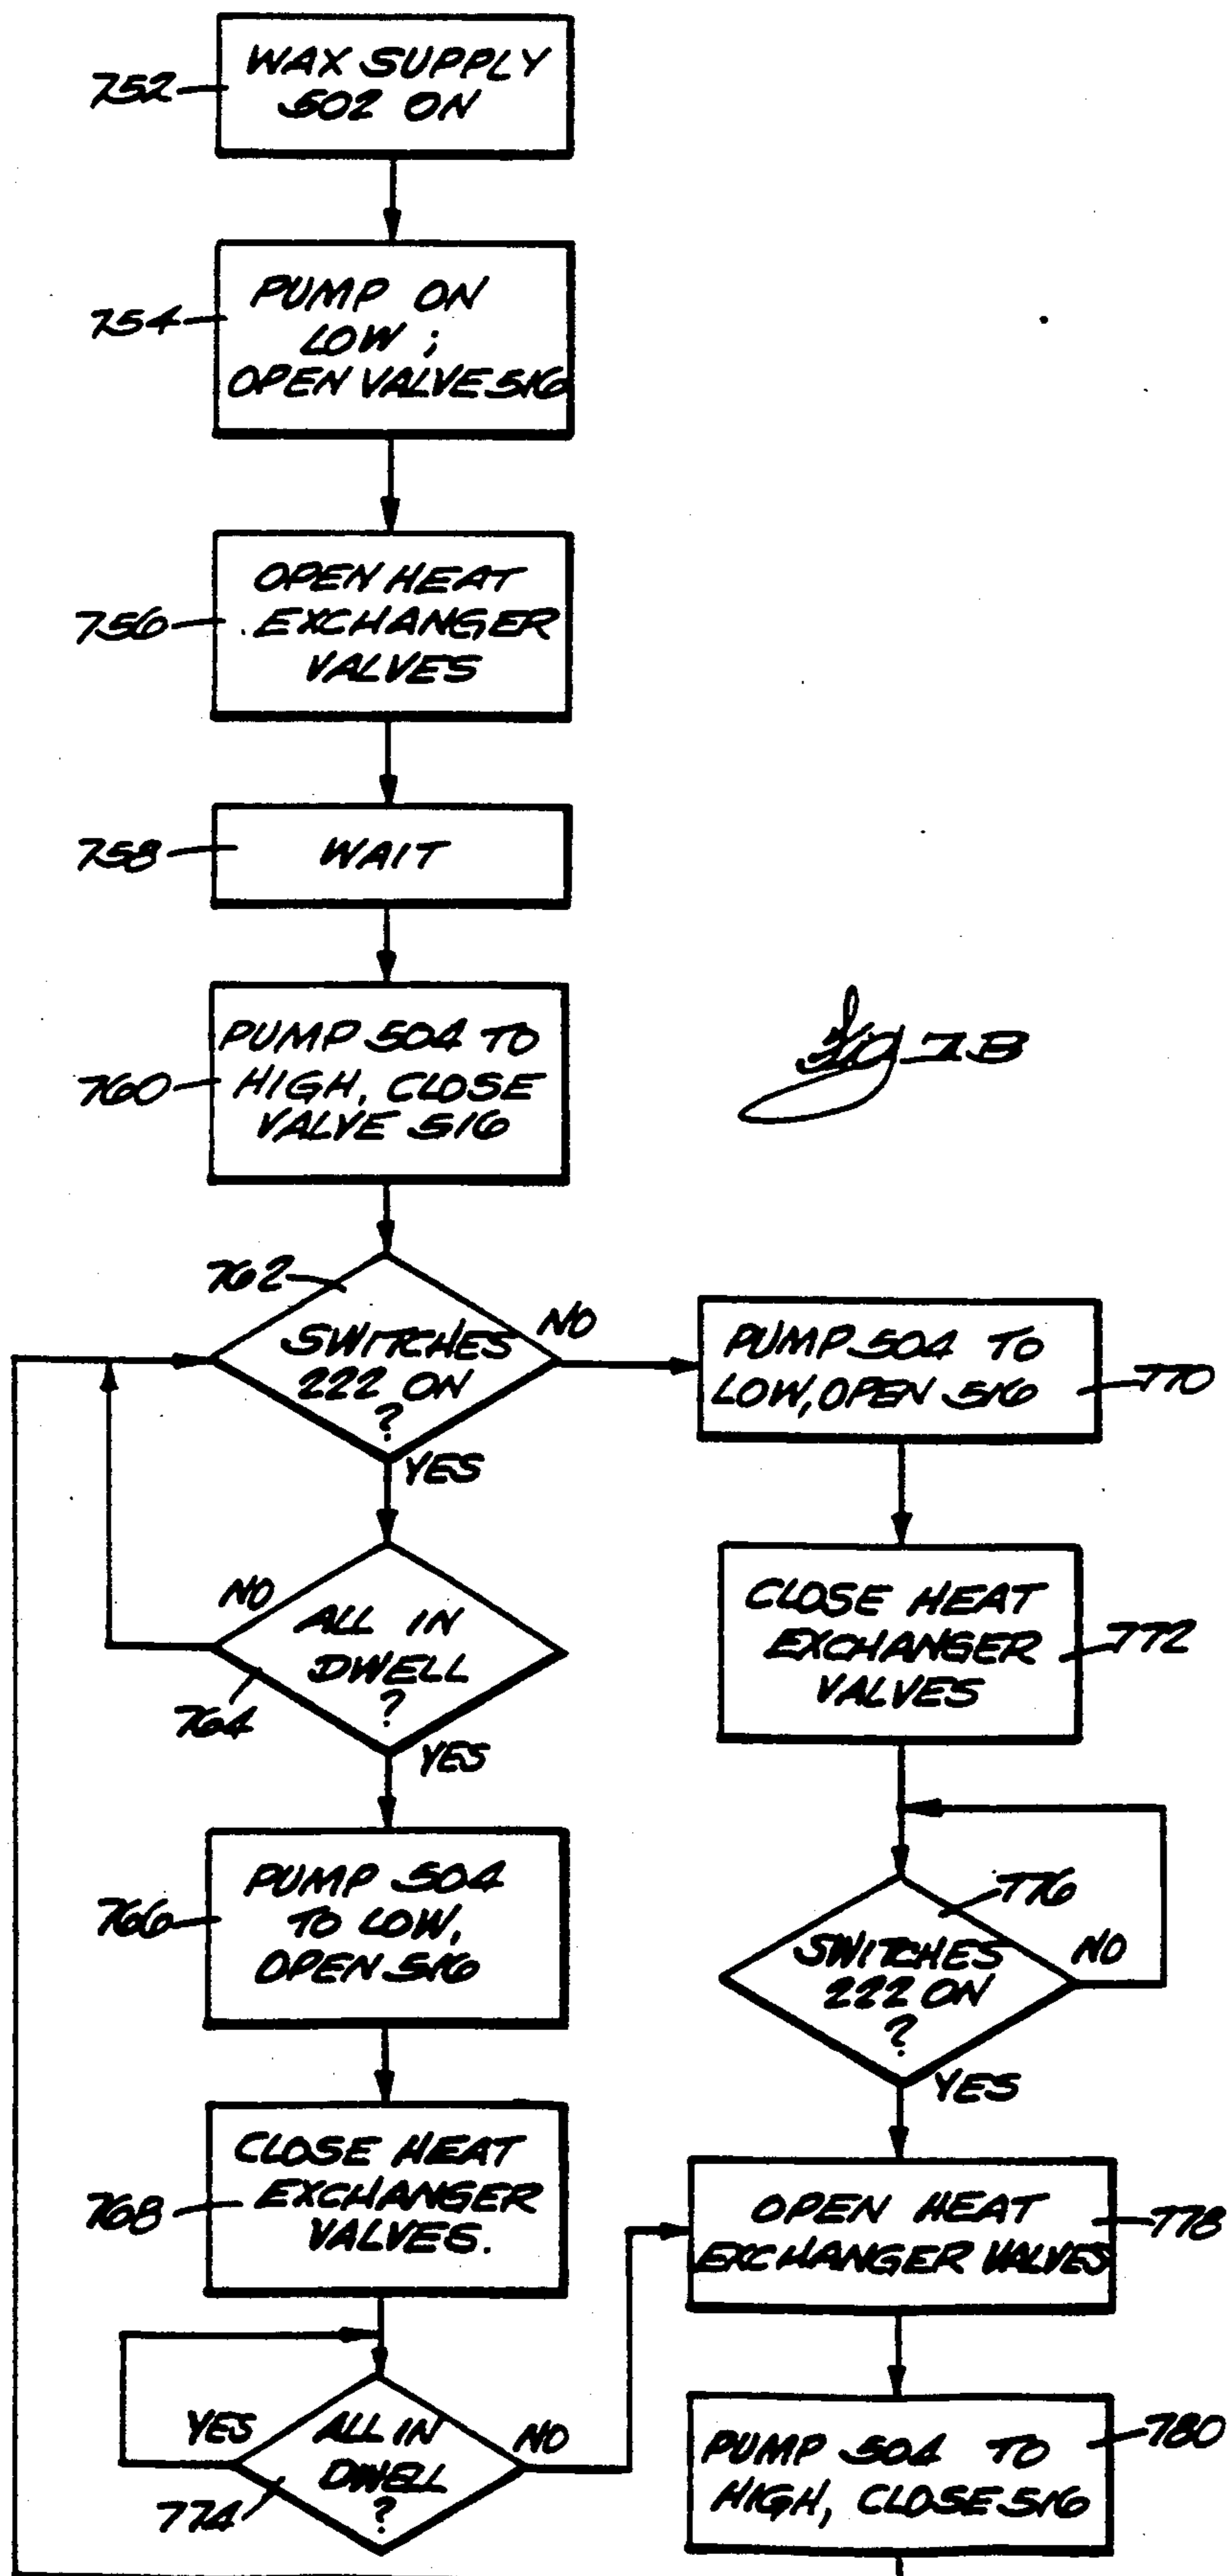 752
WAX SUPPLY
502 ON
754
PUMP ON
LOW ;
OPEN VALVE 516
756
OPEN HEAT
EXCHANGER
VALVES
758
WAIT
760
PUMP 504 TO
HIGH, CLOSE
VALVE 516
FIG 7B
762
SWITCHES
222 ON
?
NO
YES
PUMP 504 TO
LOW, OPEN 516
770
764
ALL IN
DWELL
?
NO
YES
CLOSE HEAT
EXCHANGER
VALVES
772
766
PUMP 504
TO LOW,
OPEN 516
776
SWITCHES
222 ON
?
NO
YES
768
CLOSE HEAT
EXCHANGER
VALVES.
OPEN HEAT
EXCHANGER VALVES
778
774
ALL IN
DWELL
?
YES
NO
PUMP 504 TO
HIGH, CLOSE 516
780